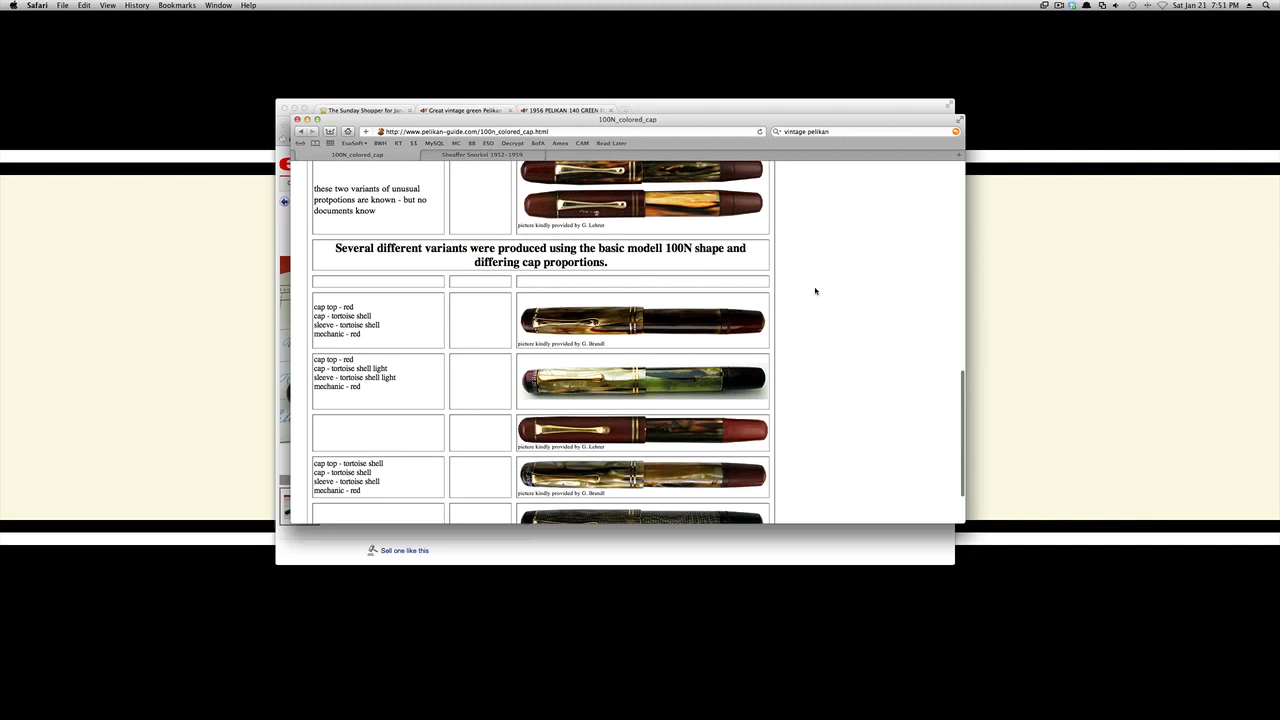 Safari File Edit View History Bookmarks Window Help
Sat Jan 21 7:51 PM
The Sunday Shopper for Jan
Great vintage green Pelikan
1956 PELIKAN 140 GREEN
100N_colored_cap
http://www.pelikan-guide.com/100n_colored_cap.html
vintage pelikan
EsaSoft BWH RT $$ MySQL MC BB ESO Decrypt BofA Amex CAM Read Later
100N_colored_cap
Sheaffer Snorkel 1952-1959
these two variants of unusual
protpotions are known - but no
documents know
picture kindly provided by G. Lehrer
Several different variants were produced using the basic modell 100N shape and
differing cap proportions.
cap top - red
cap - tortoise shell
sleeve - tortoise shell
mechanic - red
picture kindly provided by G. Brandl
cap top - red
cap - tortoise shell light
sleeve - tortoise shell light
mechanic - red
picture kindly provided by G. Lehrer
cap top - tortoise shell
cap - tortoise shell
sleeve - tortoise shell
mechanic - red
picture kindly provided by G. Brandl
Sell one like this